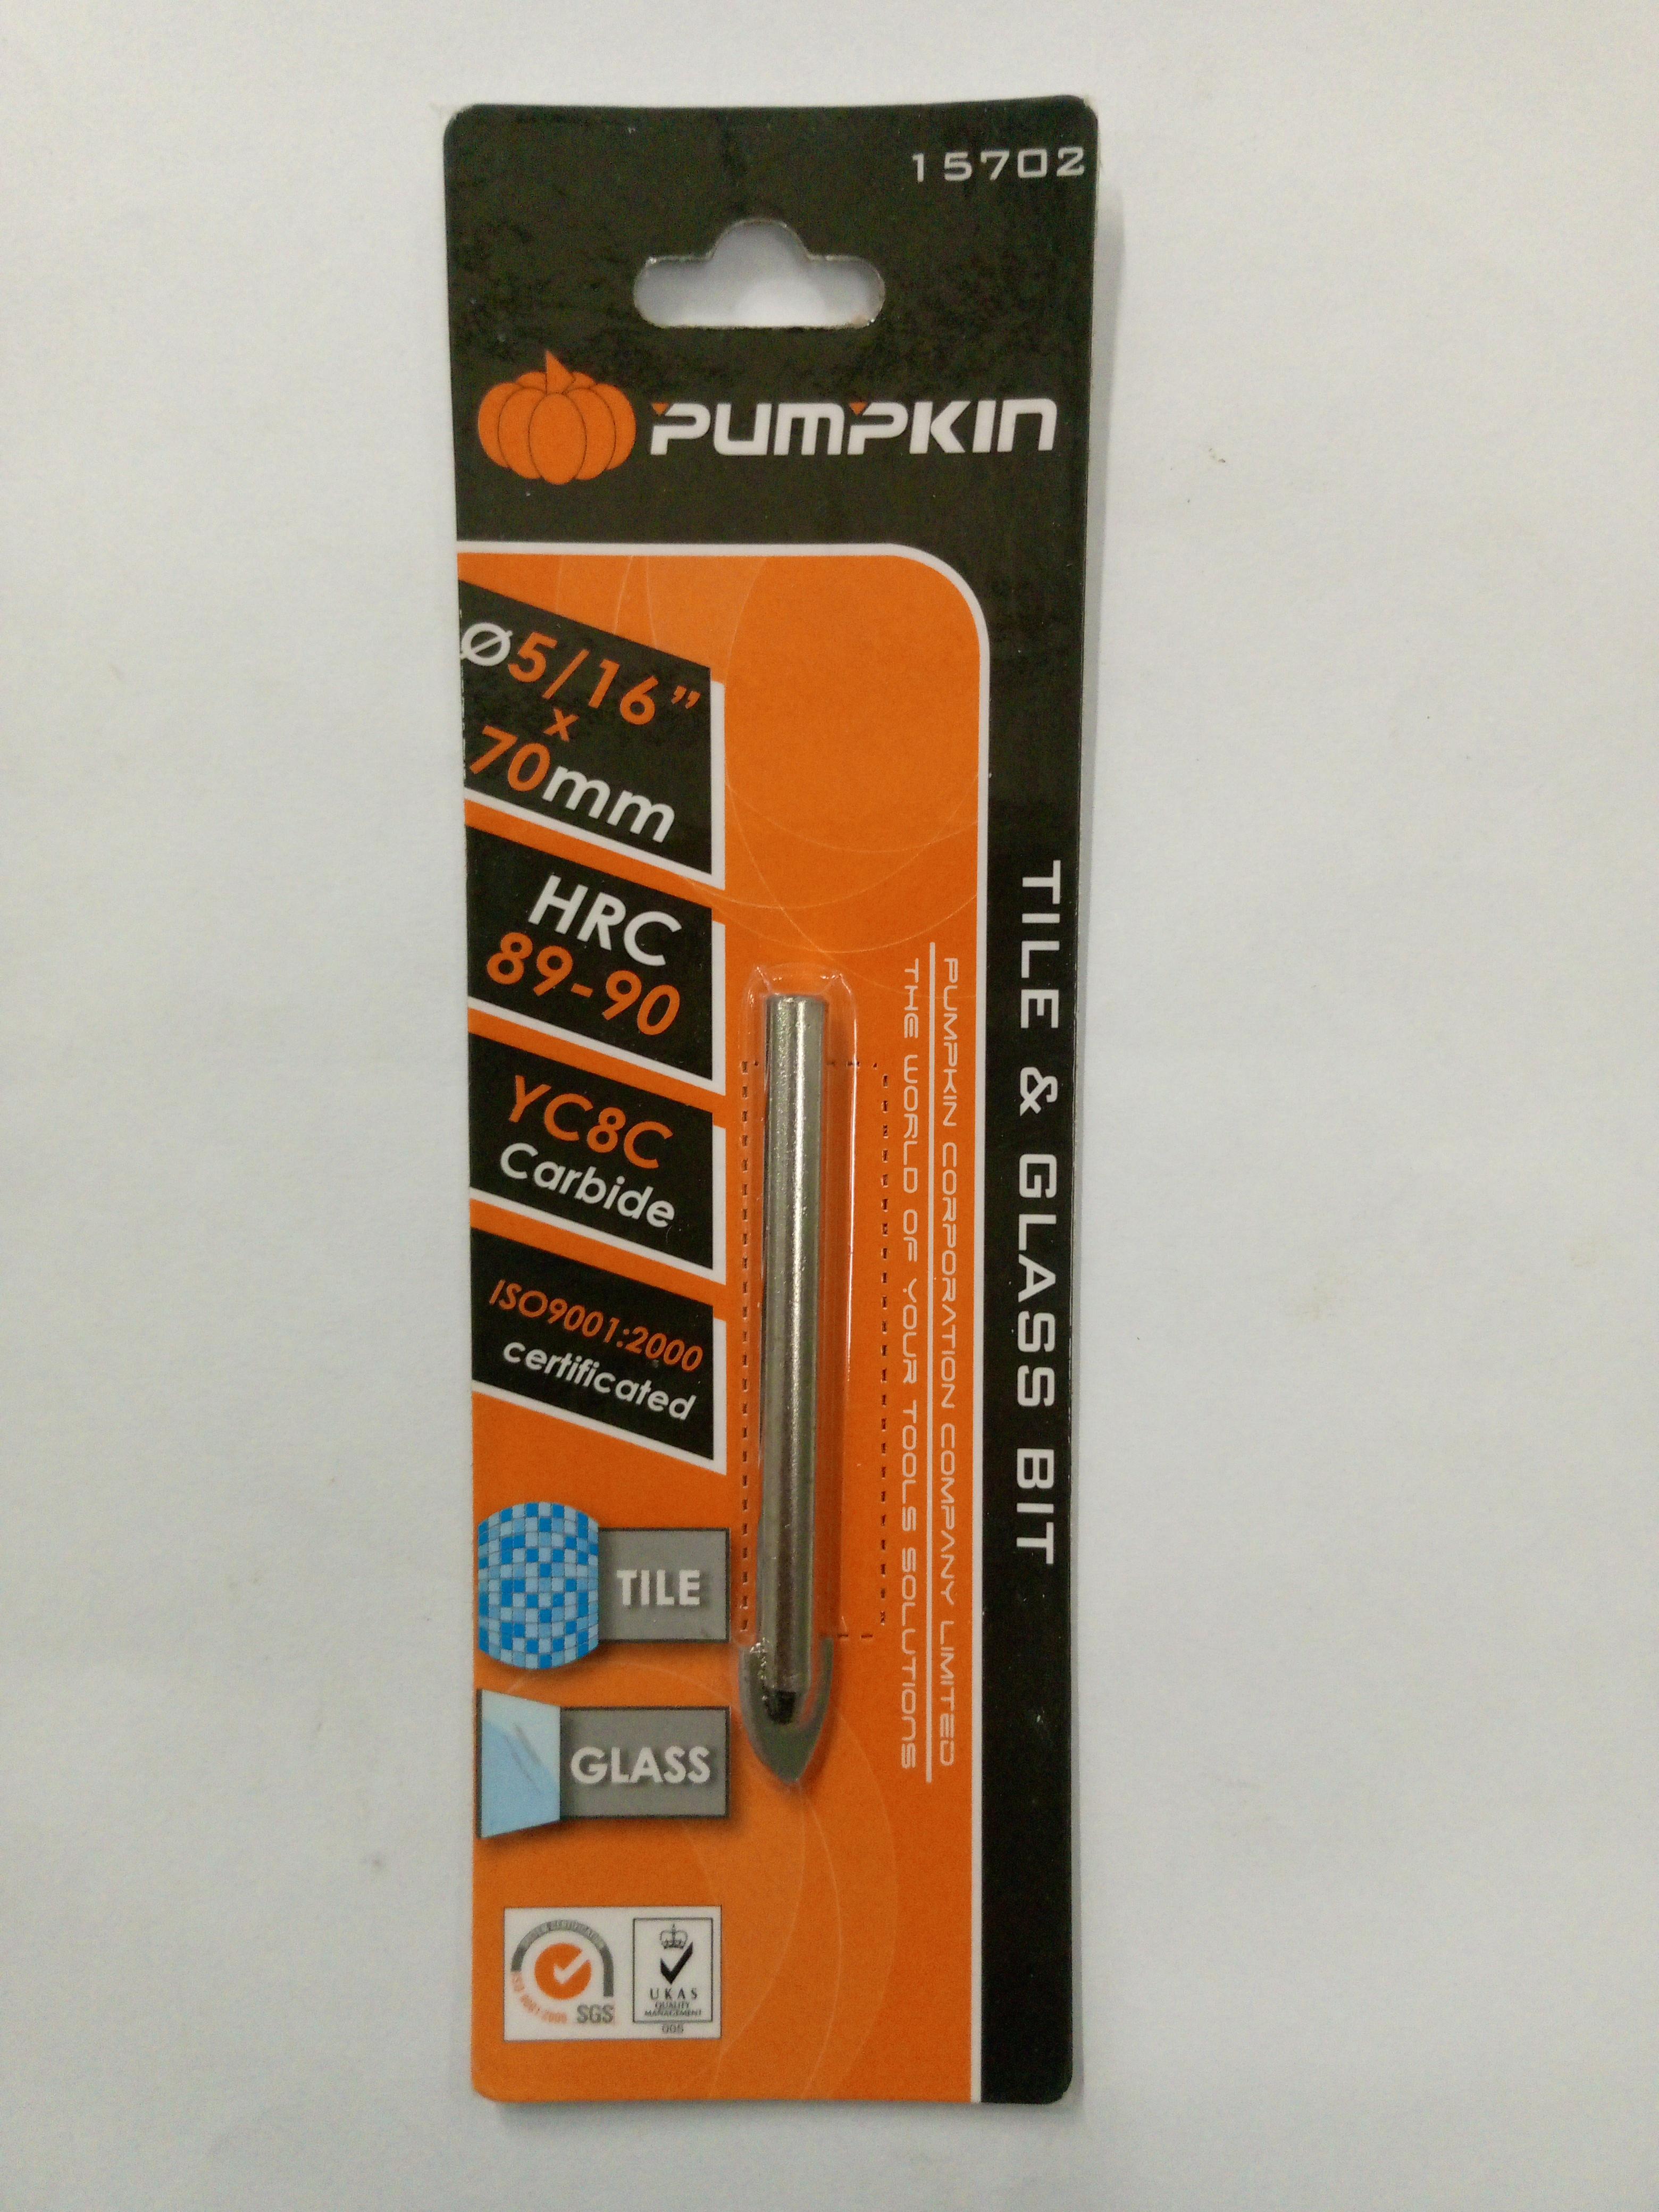 15702
PUMPKIN
Ø5/16”
x
70mm
HRC
89-90
YC8C
Carbide
ISO9001:2000
certificated
TILE
GLASS
TILE & GLASS BIT
PUMPKIN CORPORATION COMPANY LIMITED
THE WORLD OF YOUR TOOLS SOLUTIONS
SGS
UKAS
QUALITY
MANAGEMENT
005